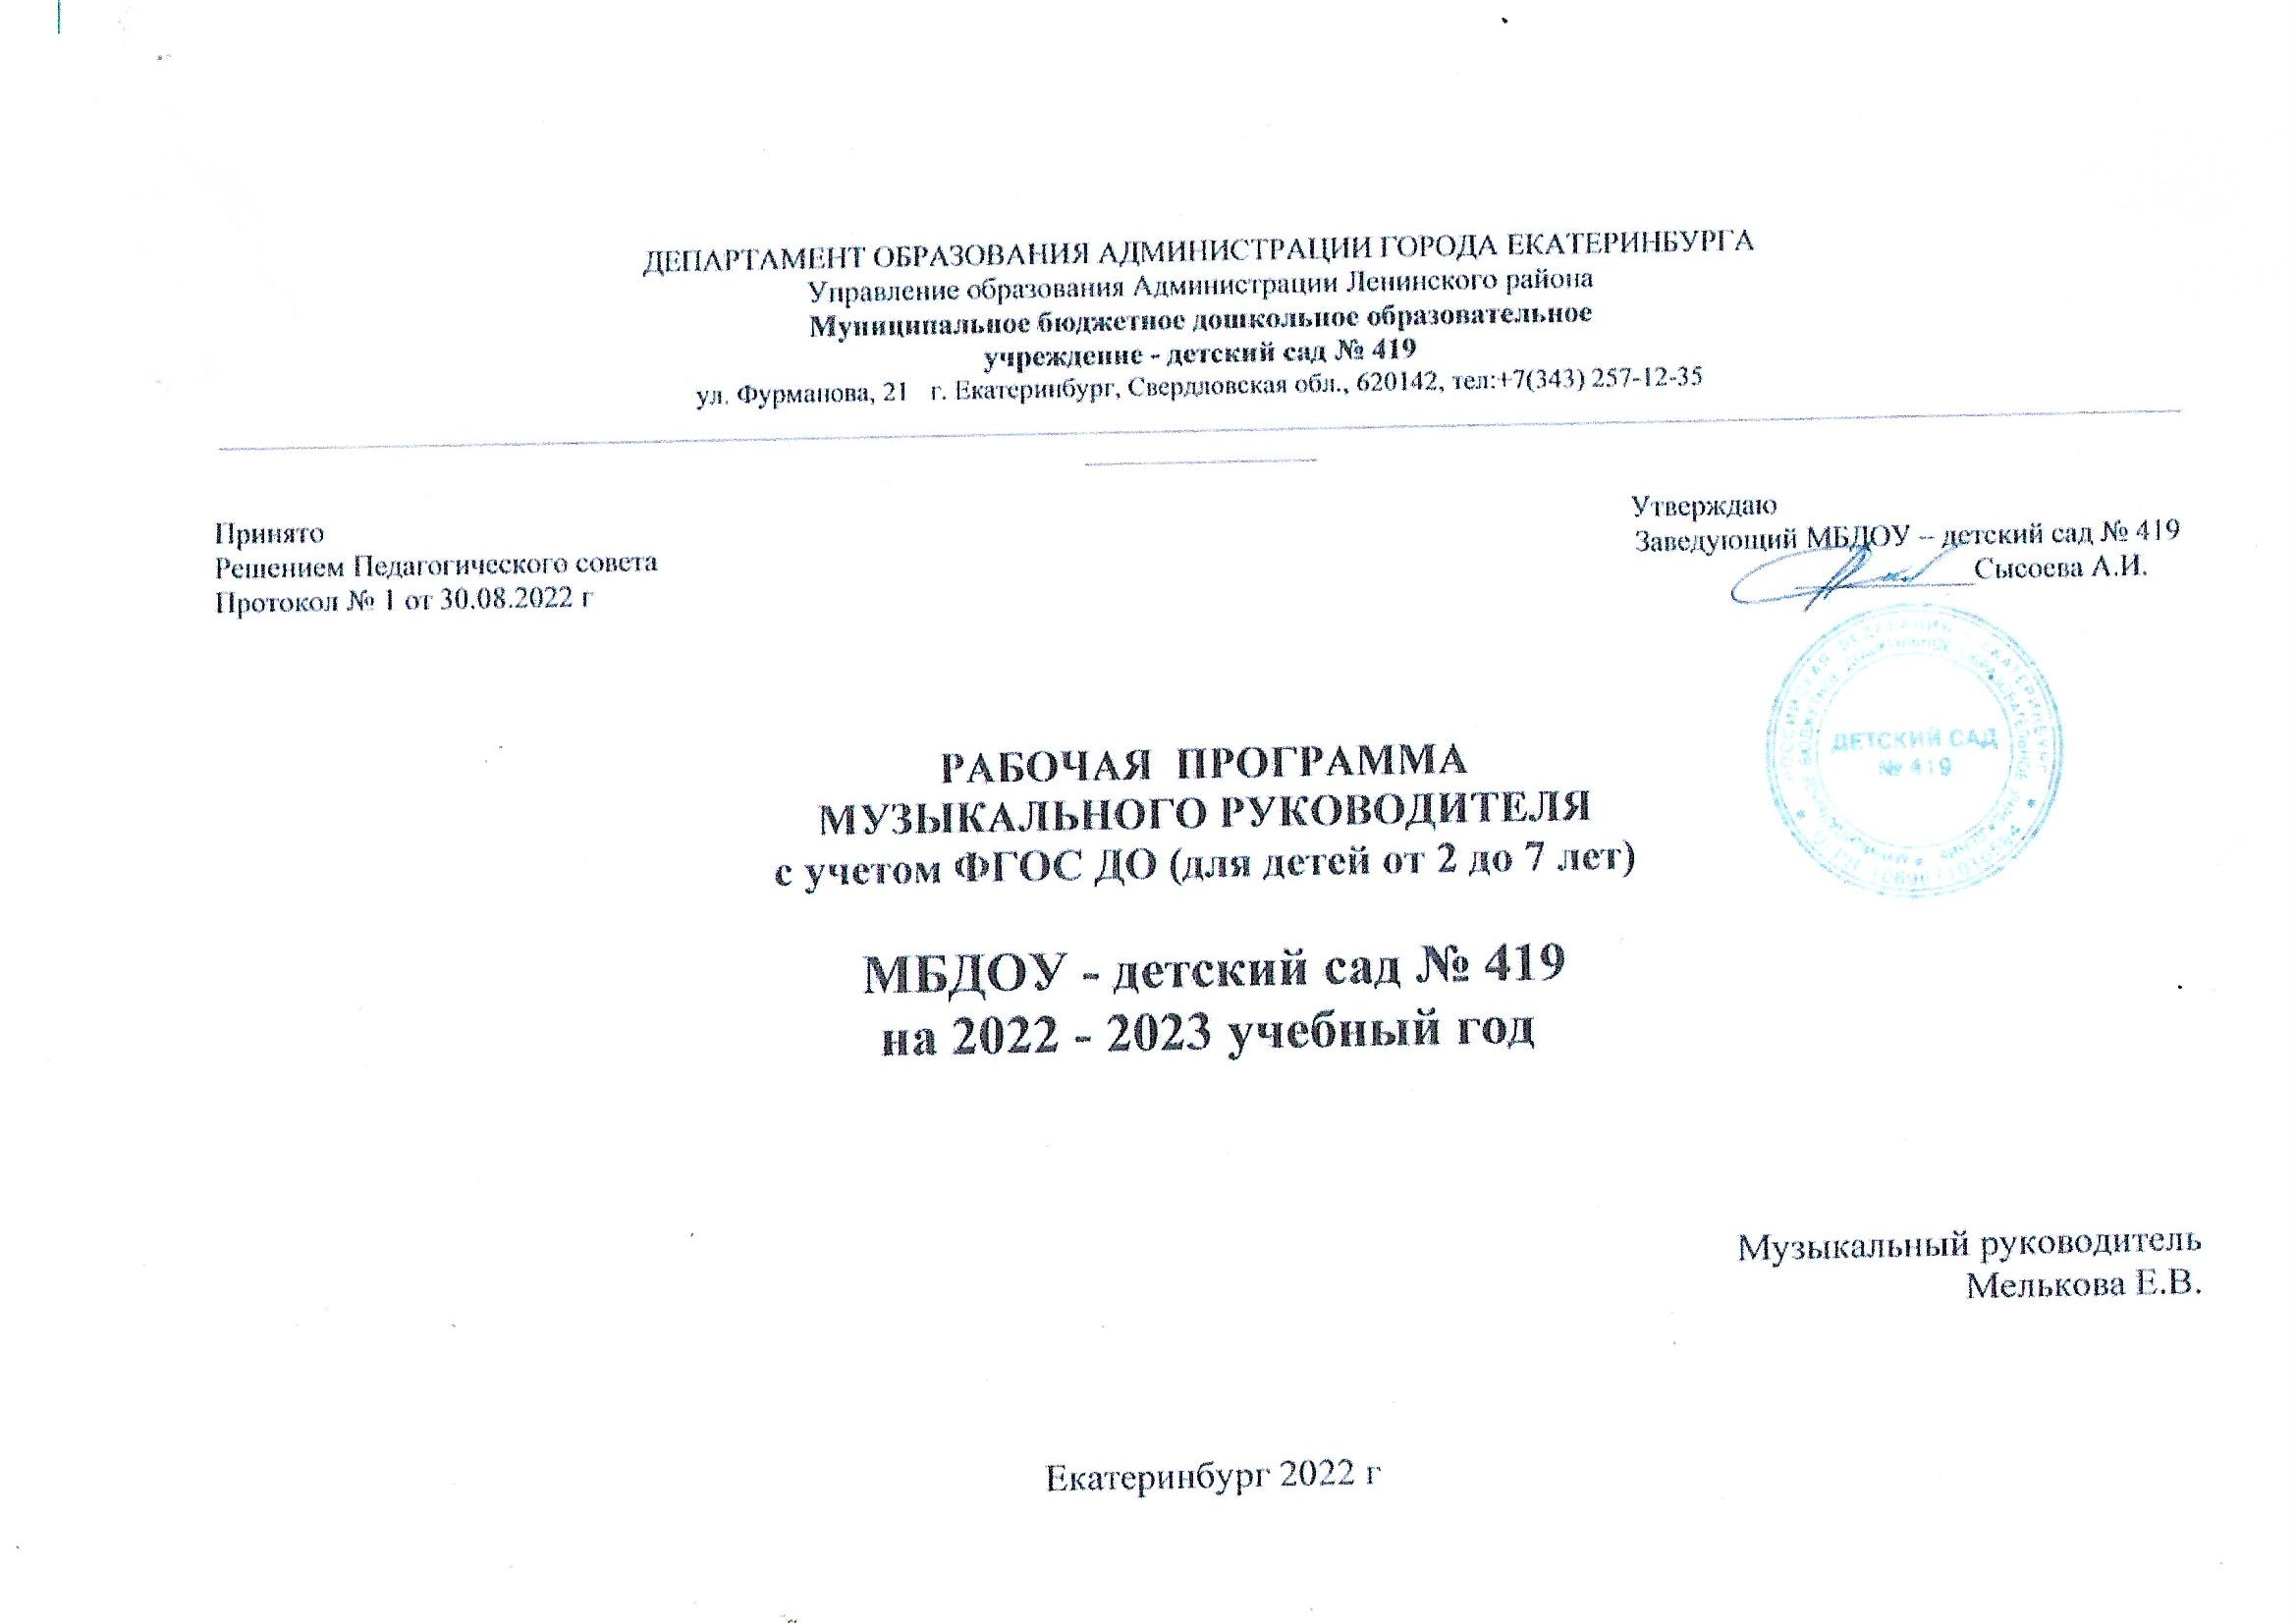 ДЕПАРТАМЕНТ ОБРАЗОВАНИЯ АДМИНИСТРАЦИИ ГОРОДА ЕКАТЕРИНБУРГА
Управление образования Администрации Ленинского района
Муниципальное бюджетное дошкольное образовательное
учреждение - детский сад № 419
ул. Фурманова, 21 г. Екатеринбург, Свердловская обл., 620142, тел:+7(343) 257-12-35
Принято
Решением Педагогического совета
Протокол № 1 от 30.08.2022 г
Утверждаю
Заведующий МБДОУ – детский сад № 419
Сысоева А.И.
ДЕТСКИЙ САД
№ 419
РАБОЧАЯ ПРОГРАММА
МУЗЫКАЛЬНОГО РУКОВОДИТЕЛЯ
с учетом ФГОС ДО (для детей от 2 до 7 лет)
МБДОУ - детский сад № 419
на 2022 - 2023 учебный год
Музыкальный руководитель
Мелькова Е.В.
Екатеринбург 2022 г